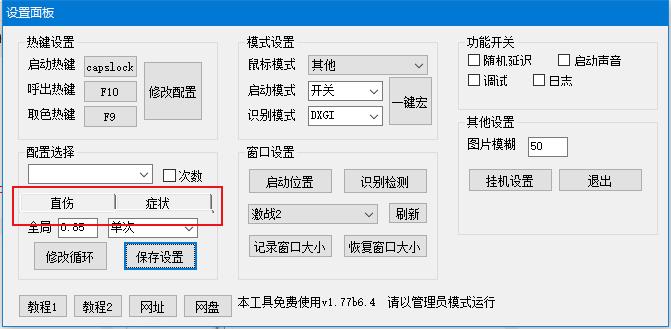 设置面板
热键设置
启动热键 capslock
呼出热键 F10
取色热键 F9
修改配置
模式设置
鼠标模式 其他
启动模式 开关
识别模式 DXGI
一键宏
功能开关
随机延迟 启动声音
调试 日志
配置选择
次数
直伤 症状
全局 0.85 单次
修改循环 保存设置
窗口设置
启动位置 识别检测
激战2 刷新
记录窗口大小 恢复窗口大小
其他设置
图片模糊 50
挂机设置 退出
教程1 教程2 网址 网盘 本工具免费使用v1.77b6.4 请以管理员模式运行